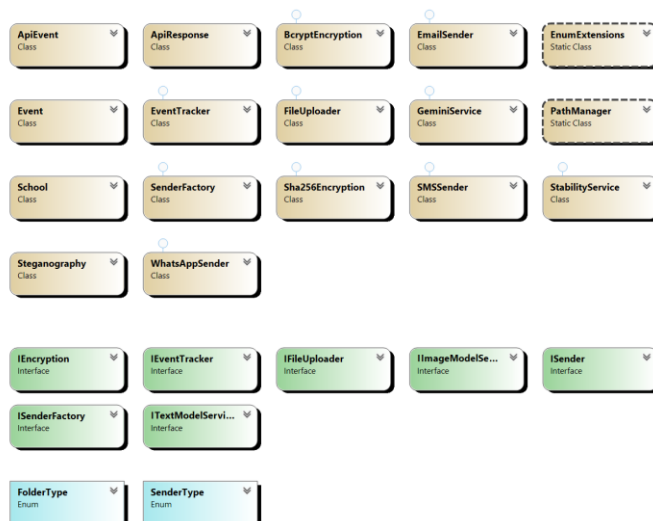 ApiEvent
Class
ApiResponse
Class
BcryptEncryption
Class
EmailSender
Class
EnumExtensions
Static Class
Event
Class
EventTracker
Class
FileUploader
Class
GeminiService
Class
PathManager
Static Class
School
Class
SenderFactory
Class
Sha256Encryption
Class
SMSSender
Class
StabilityService
Class
Steganography
Class
WhatsAppSender
Class
IEncryption
Interface
IEventTracker
Interface
IFileUploader
Interface
IImageModelSe...
Interface
ISender
Interface
ISenderFactory
Interface
ITextModelServi...
Interface
FolderType
Enum
SenderType
Enum